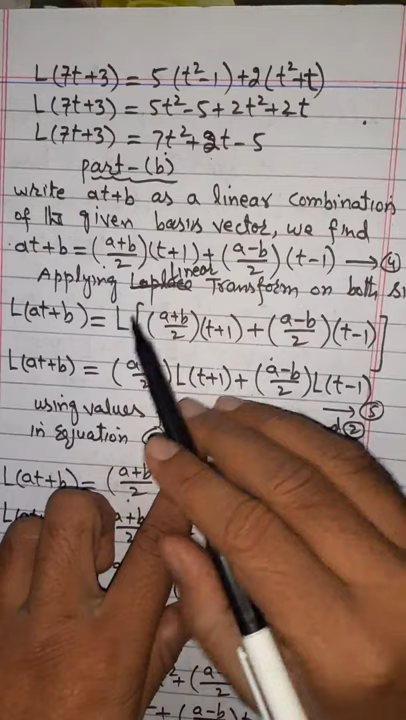 L(7t+3) = 5(t²-1)+2(t²+t)
L(7t+3) = 5t²-5+2t²+2t
L(7t+3) = 7t²+2t-5
part-(b)
write at+b as a linear combination
of the given basis vector, we find
at+b = (a+b/2)(t+1)+(a-b/2)(t-1) → (4)
Applying linear Transform on both
L(at+b) = L[(a+b/2)(t+1)+(a-b/2)(t-1)]
L(at+b) = ( )L(t+1)+(a-b/2)L(t-1)
→ (5)
using values
in Equation (2)
L(at+b) = (a+b/2
a+b/2